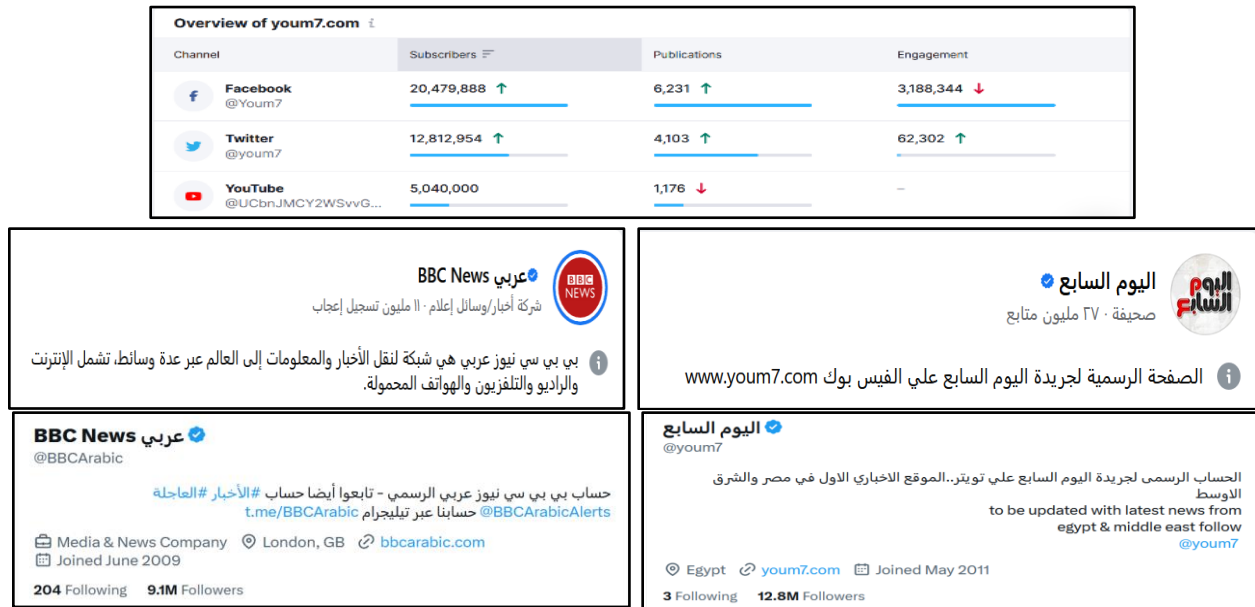 Overview of youm7.com
Channel Subscribers Publications Engagement
Facebook 20,479,888 6,231 3,188,344
@Youm7
Twitter 12,812,954 4,103 62,302
@youm7
YouTube 5,040,000 1,176 –
@UCbnJMCY2WSvvG...
BBC News عربي
شركة أخبار/وسائل إعلام · ١١ مليون تسجيل إعجاب
BBC
NEWS
بي بي سي نيوز عربي هي شبكة لنقل الأخبار والمعلومات إلى العالم عبر عدة وسائط، تشمل الإنترنت
والراديو والتلفزيون والهواتف المحمولة.
اليوم السابع
صحيفة · ٢٧ مليون متابع
اليوم
السابع
الصفحة الرسمية لجريدة اليوم السابع علي الفيس بوك www.youm7.com
BBC News عربي
@BBCArabic
حساب بي بي سي نيوز عربي الرسمي - تابعوا أيضا حساب #الأخبار #العاجلة
@BBCArabicAlerts حسابنا عبر تيليجرام t.me/BBCArabic
Media & News Company London, GB bbcarabic.com
Joined June 2009
204 Following 9.1M Followers
اليوم السابع
@youm7
الحساب الرسمى لجريدة اليوم السابع علي تويتر..الموقع الاخباري الاول في مصر والشرق
الاوسط
to be updated with latest news from
egypt & middle east follow
@youm7
Egypt youm7.com Joined May 2011
3 Following 12.8M Followers